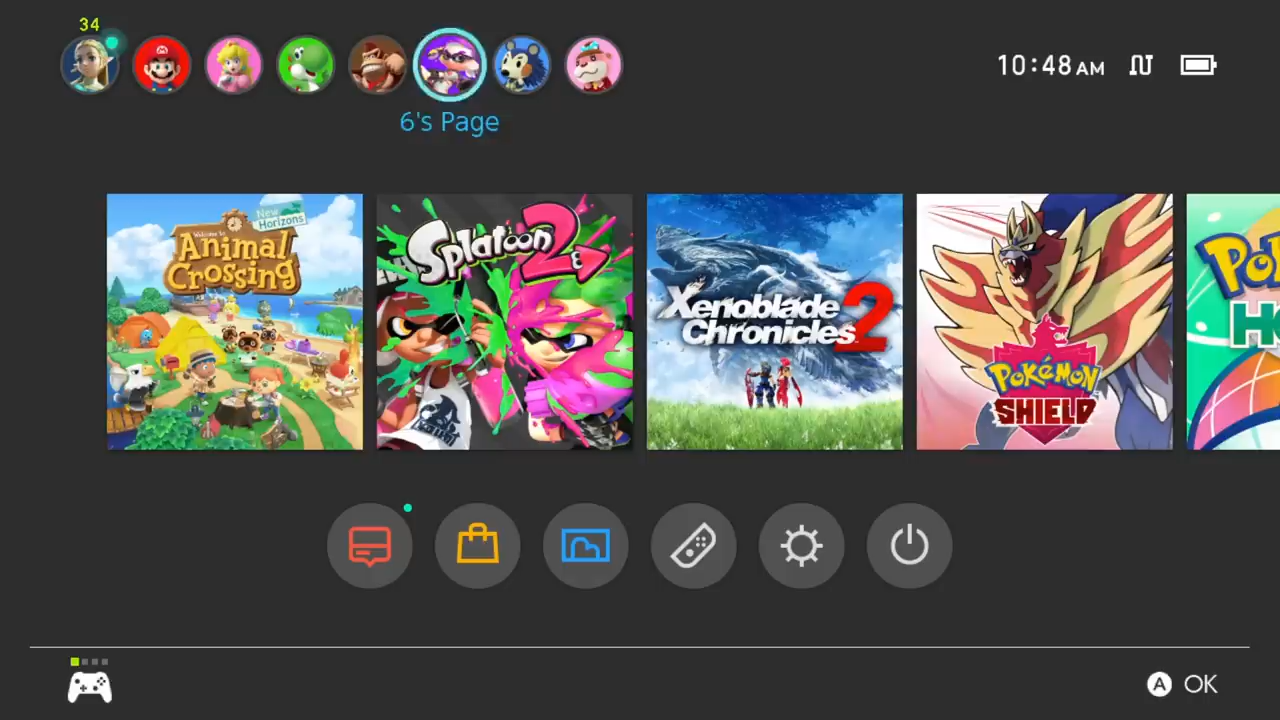 34
10:48 AM
6's Page
Welcome to
Animal
Crossing
New
Horizons
Splatoon 2
Xenoblade
Chronicles 2
POKéMON
SHIELD
A OK